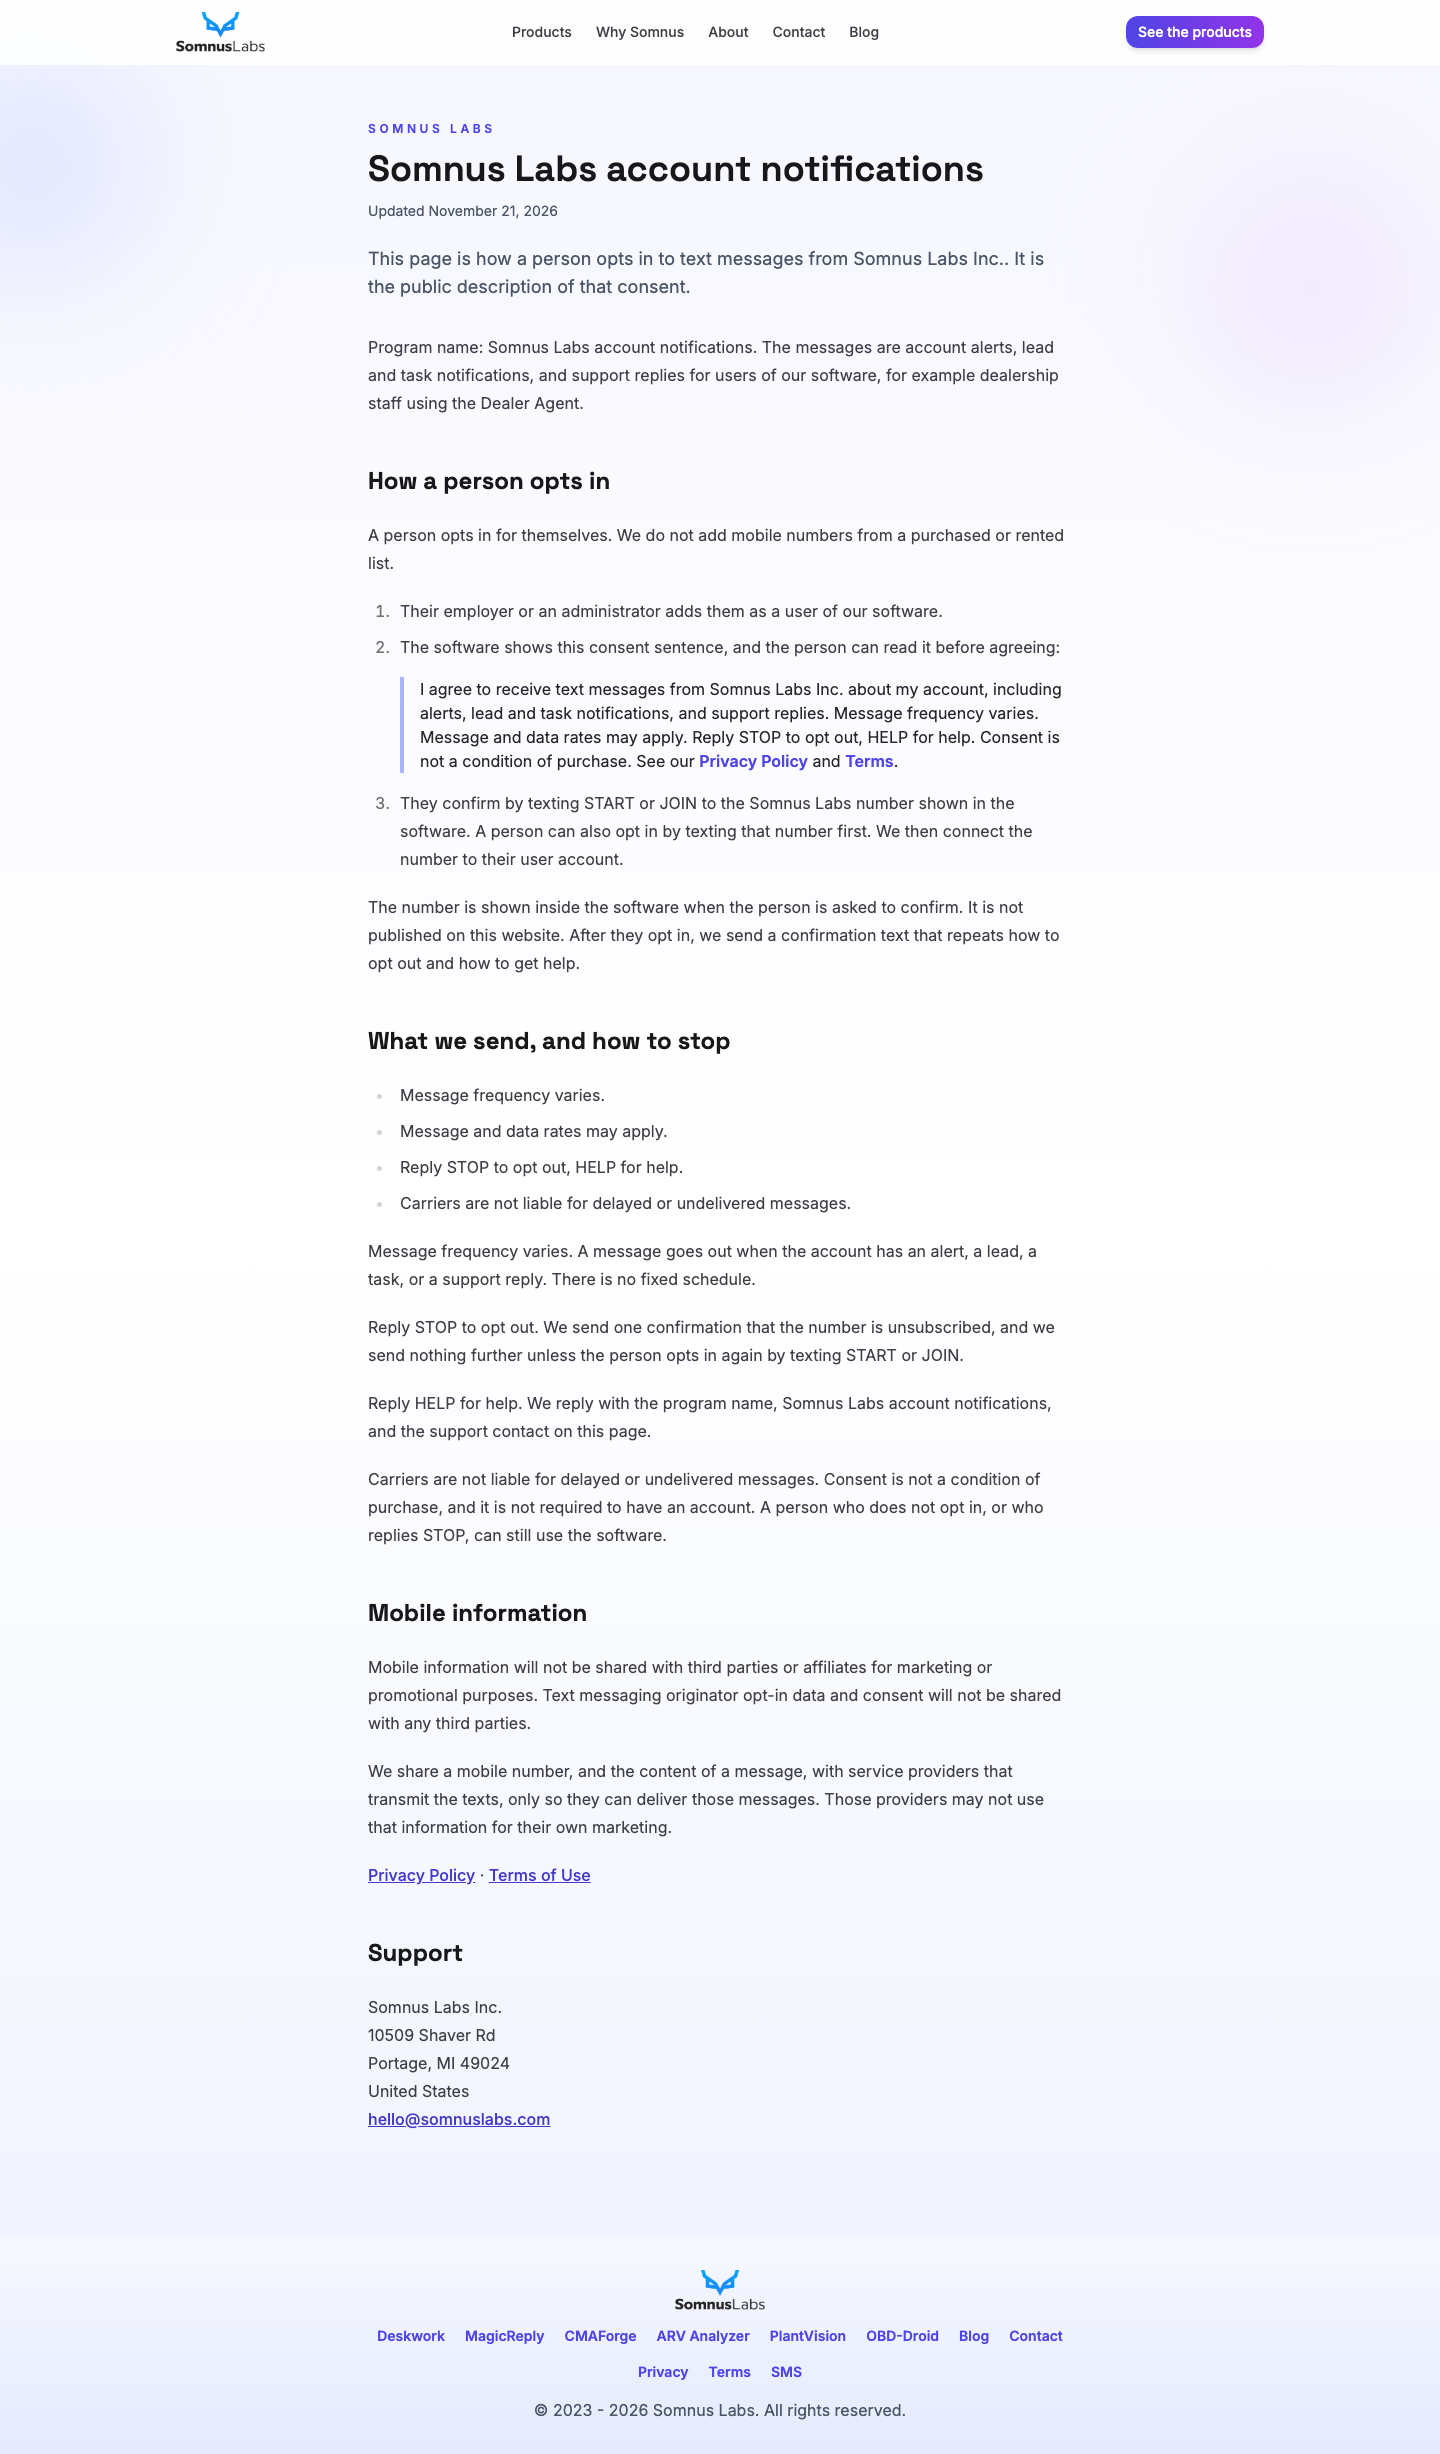 SomnusLabs
Products
Why Somnus
About
Contact
Blog
See the products
SOMNUS LABS
Somnus Labs account notifications
Updated November 21, 2026
This page is how a person opts in to text messages from Somnus Labs Inc.. It is
the public description of that consent.
Program name: Somnus Labs account notifications. The messages are account alerts, lead
and task notifications, and support replies for users of our software, for example dealership
staff using the Dealer Agent.
How a person opts in
A person opts in for themselves. We do not add mobile numbers from a purchased or rented
list.
1. Their employer or an administrator adds them as a user of our software.
2. The software shows this consent sentence, and the person can read it before agreeing:
I agree to receive text messages from Somnus Labs Inc. about my account, including
alerts, lead and task notifications, and support replies. Message frequency varies.
Message and data rates may apply. Reply STOP to opt out, HELP for help. Consent is
not a condition of purchase. See our Privacy Policy and Terms.
3. They confirm by texting START or JOIN to the Somnus Labs number shown in the
software. A person can also opt in by texting that number first. We then connect the
number to their user account.
The number is shown inside the software when the person is asked to confirm. It is not
published on this website. After they opt in, we send a confirmation text that repeats how to
opt out and how to get help.
What we send, and how to stop
Message frequency varies.
Message and data rates may apply.
Reply STOP to opt out, HELP for help.
Carriers are not liable for delayed or undelivered messages.
Message frequency varies. A message goes out when the account has an alert, a lead, a
task, or a support reply. There is no fixed schedule.
Reply STOP to opt out. We send one confirmation that the number is unsubscribed, and we
send nothing further unless the person opts in again by texting START or JOIN.
Reply HELP for help. We reply with the program name, Somnus Labs account notifications,
and the support contact on this page.
Carriers are not liable for delayed or undelivered messages. Consent is not a condition of
purchase, and it is not required to have an account. A person who does not opt in, or who
replies STOP, can still use the software.
Mobile information
Mobile information will not be shared with third parties or affiliates for marketing or
promotional purposes. Text messaging originator opt-in data and consent will not be shared
with any third parties.
We share a mobile number, and the content of a message, with service providers that
transmit the texts, only so they can deliver those messages. Those providers may not use
that information for their own marketing.
Privacy Policy · Terms of Use
Support
Somnus Labs Inc.
10509 Shaver Rd
Portage, MI 49024
United States
hello@somnuslabs.com
SomnusLabs
Deskwork MagicReply CMAForge ARV Analyzer PlantVision OBD-Droid Blog Contact
Privacy Terms SMS
© 2023 - 2026 Somnus Labs. All rights reserved.